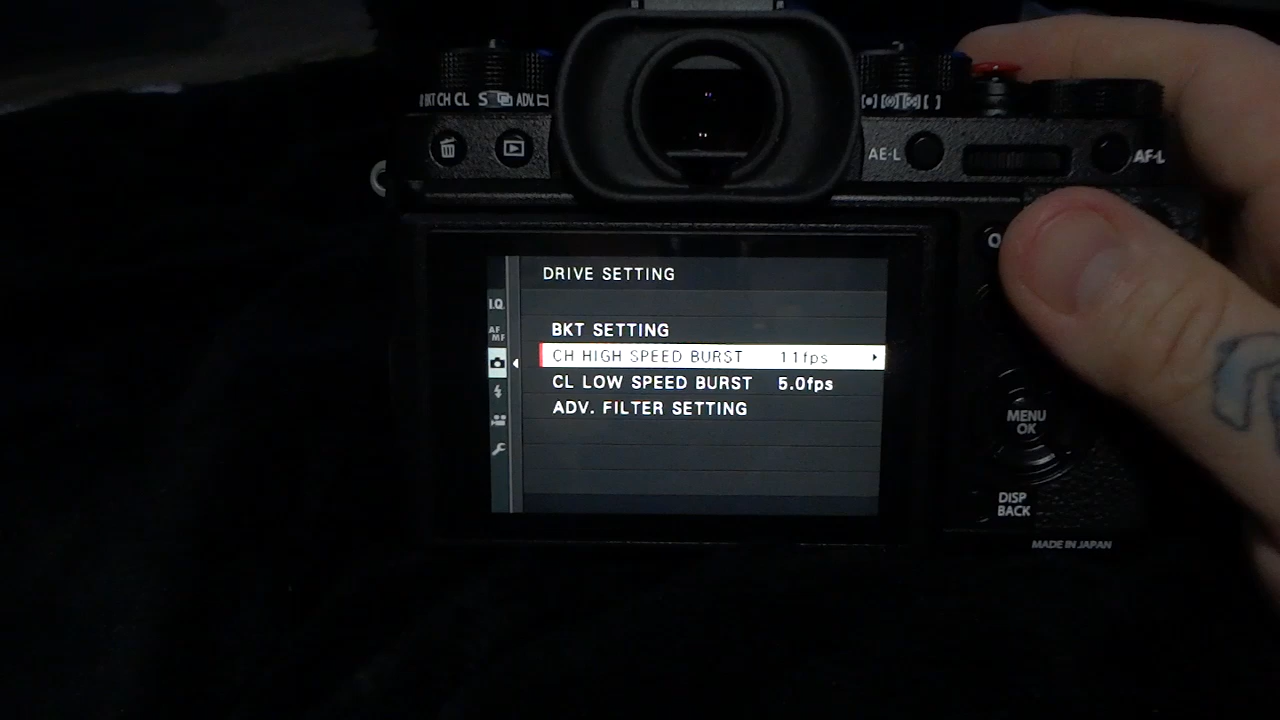 BKT CH CL S ADV.
AE-L
AF-L
Q
DRIVE SETTING
I.Q.
AF
MF
BKT SETTING
CH HIGH SPEED BURST 11fps
CL LOW SPEED BURST 5.0fps
ADV. FILTER SETTING
MENU
OK
DISP
BACK
MADE IN JAPAN